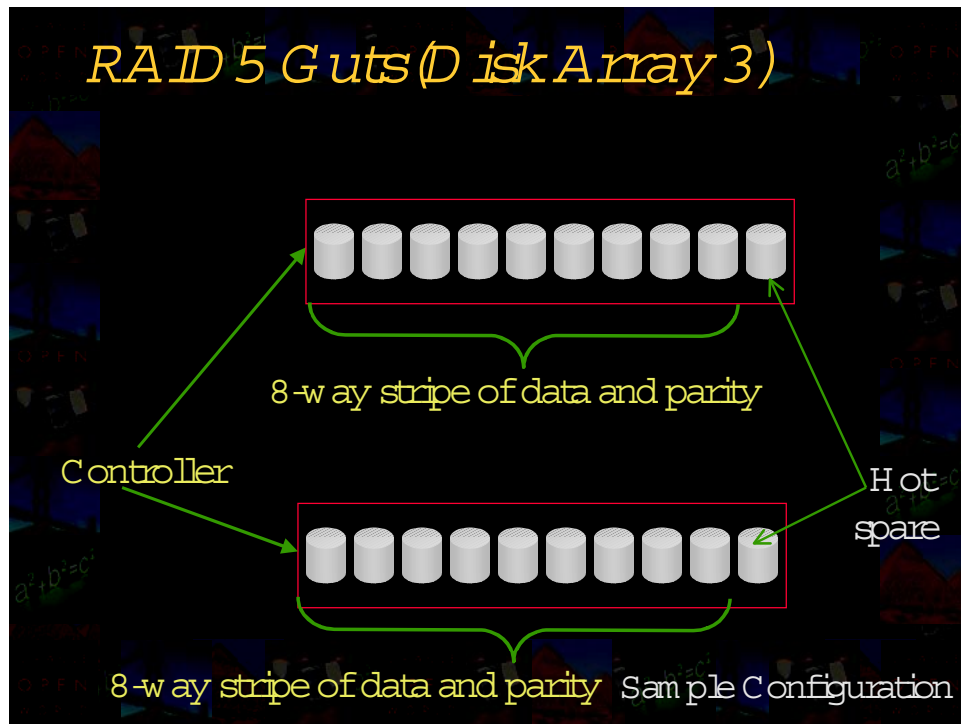 RAID 5 Guts (Disk Array 3)
8-way stripe of data and parity
Controller
Hot
spare
8-way stripe of data and parity
Sample Configuration